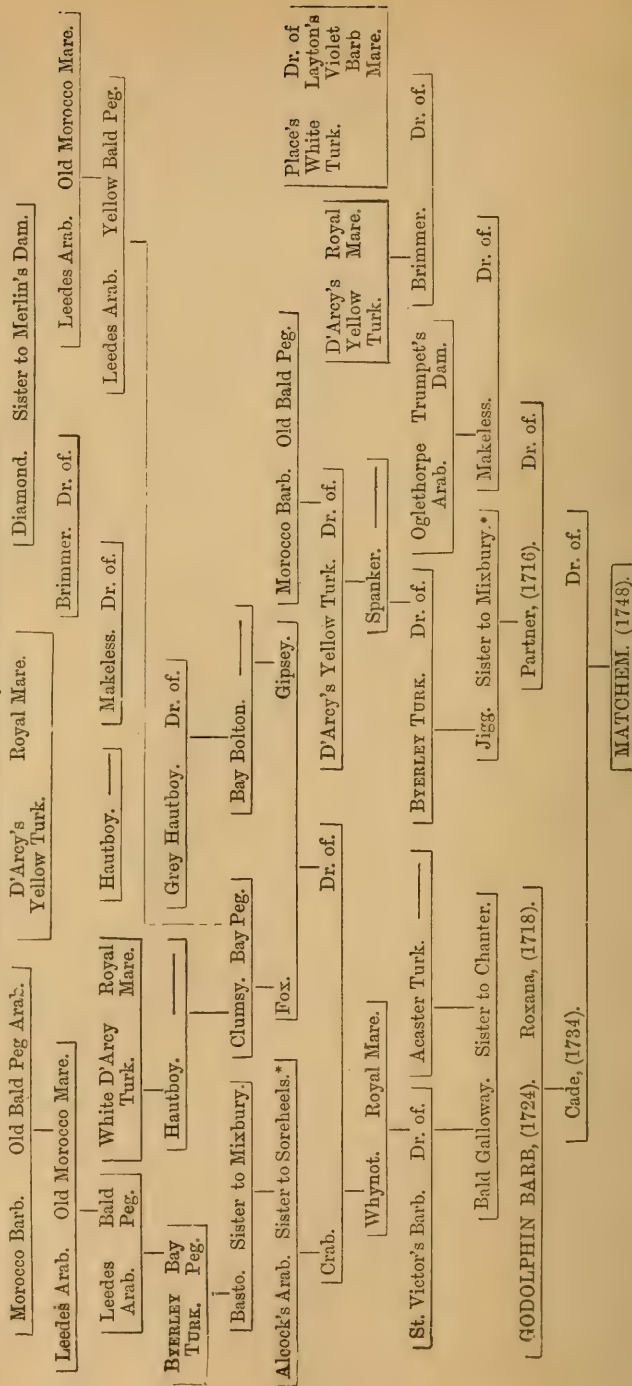 Morocco Barb. Old Bald Peg Arab.
D'Arcy's Yellow Turk.
Royal Mare.
Diamond. Sister to Merlin's Dam.
Leedes Arab. Old Morocco Mare.
Brimmer. Dr. of.
Leedes Arab. Old Morocco Mare.
Leedes Arab.
Bald Peg.
White D'Arcy Turk.
Royal Mare.
Hautboy. ——
Makeless. Dr. of.
Leedes Arab. Yellow Bald Peg.
BYERLEY TURK.
Bay Peg.
Hautboy. ——
Grey Hautboy. Dr. of.
Basto. Sister to Mixbury.
Clumsy. Bay Peg.
Bay Bolton. ——
Alcock's Arab. Sister to Soreheels.*
Fox.
Gipsey.
Morocco Barb. Old Bald Peg.
Place's White Turk.
Dr. of Layton's Violet Barb Mare.
Crab.
Dr. of.
D'Arcy's Yellow Turk. Dr. of.
D'Arcy's Yellow Turk.
Royal Mare.
Whynot. Royal Mare.
Spanker. ——
Oglethorpe Arab.
Trumpet's Dam.
Brimmer. Dr. of.
St. Victor's Barb. Dr. of.
Acaster Turk. ——
BYERLEY TURK. Dr. of.
Makeless. Dr. of.
Bald Galloway. Sister to Chanter.
Jigg. Sister to Mixbury.*
GODOLPHIN BARB, (1724). Roxana, (1718).
Partner, (1716). Dr. of.
Cade, (1734).
Dr. of.
MATCHEM. (1748).